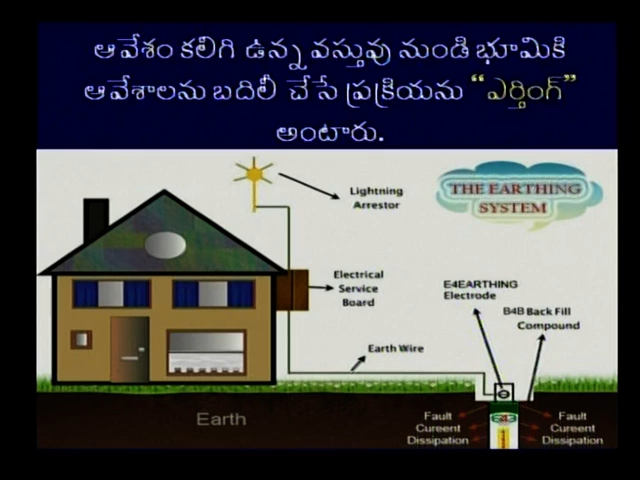 ఆవేశం కలిగి ఉన్న వస్తువు నుండి భూమికి
ఆవేశాలను బదిలీ చేసే ప్రక్రియను “ఎర్తింగ్”
అంటారు.
THE EARTHING
SYSTEM
Lightning
Arrestor
Electrical
Service
Board
E4EARTHING
Electrode
B4B Back Fill
Compound
Earth Wire
Earth
Fault
Cureent
Dissipation
Fault
Cureent
Dissipation